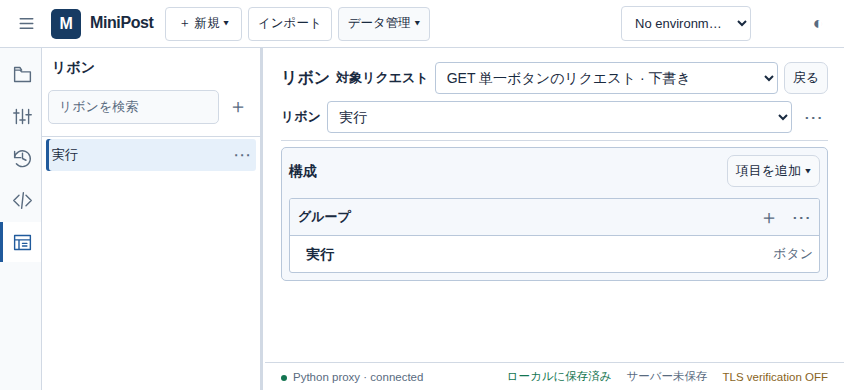 M MiniPost ＋ 新規 ▾ インポート データ管理 ▾ No environm…
リボン
リボンを検索 ＋
実行 ⋯
リボン 対象リクエスト GET 単一ボタンのリクエスト · 下書き 戻る
リボン 実行 ⋯
構成 項目を追加 ▾
グループ ＋ ⋯
実行 ボタン
Python proxy · connected ローカルに保存済み サーバー未保存 TLS verification OFF